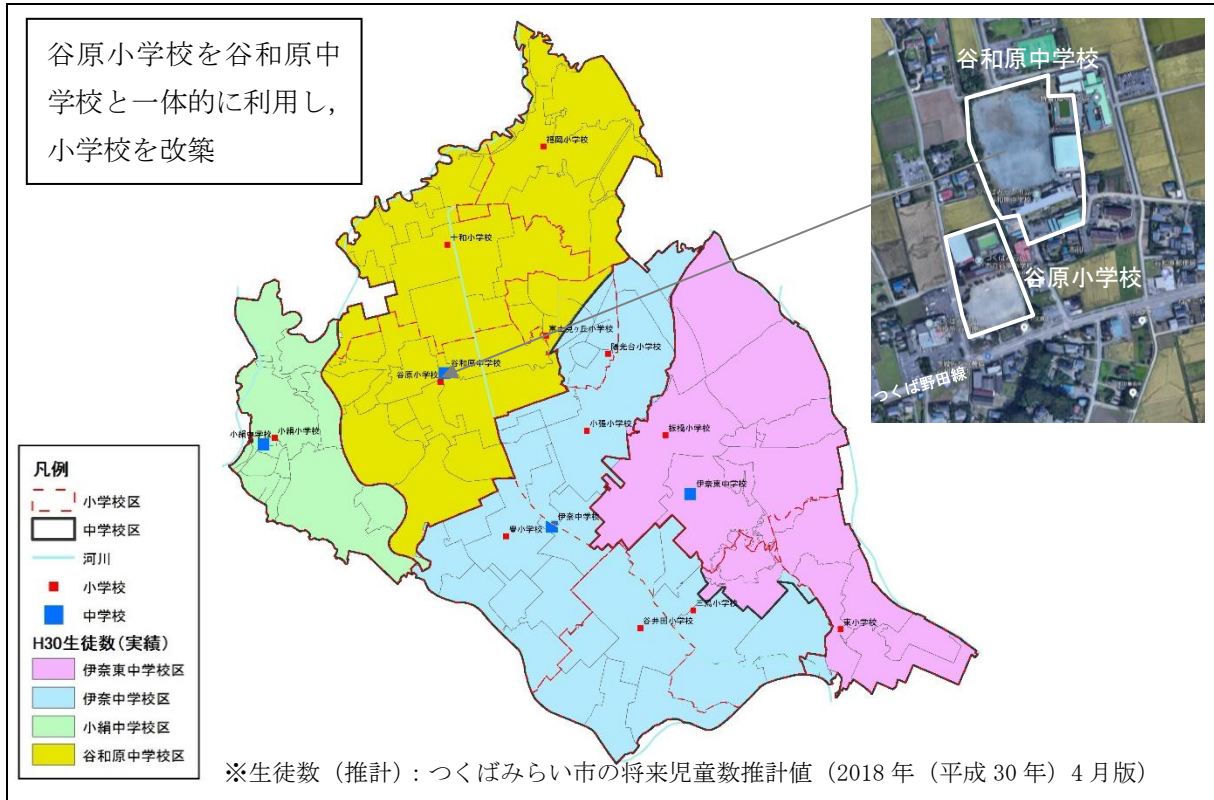 谷原小学校を谷和原中
学校と一体的に利用し，
小学校を改築
谷和原中学校
谷原小学校
つくば野田線
福岡小学校
十和小学校
富士見ヶ丘小学校
陽光台小学校
谷和原中学校
谷原小学校
小絹中学校
小絹小学校
小張小学校
板橋小学校
伊奈東中学校
伊奈中学校
豊小学校
三島小学校
谷井田小学校
東小学校
凡例
小学校区
中学校区
河川
小学校
中学校
H30生徒数(実績)
伊奈東中学校区
伊奈中学校区
小絹中学校区
谷和原中学校区
※生徒数（推計）：つくばみらい市の将来児童数推計値（2018 年（平成 30 年）4 月版）